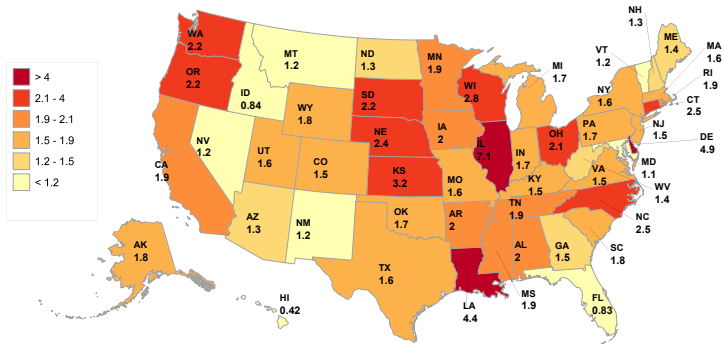 > 4
2.1 - 4
1.9 - 2.1
1.5 - 1.9
1.2 - 1.5
< 1.2
WA
2.2
OR
2.2
CA
1.9
NV
1.2
ID
0.84
MT
1.2
WY
1.8
UT
1.6
CO
1.5
AZ
1.3
NM
1.2
ND
1.3
SD
2.2
NE
2.4
KS
3.2
OK
1.7
TX
1.6
MN
1.9
IA
2
MO
1.6
AR
2
LA
4.4
WI
2.8
IL
7.1
MI
1.7
IN
1.7
OH
2.1
KY
1.5
TN
1.9
MS
1.9
AL
2
GA
1.5
FL
0.83
SC
1.8
NC
2.5
VA
1.5
WV
1.4
MD
1.1
DE
4.9
NJ
1.5
PA
1.7
NY
1.6
CT
2.5
RI
1.9
MA
1.6
VT
1.2
NH
1.3
ME
1.4
AK
1.8
HI
0.42